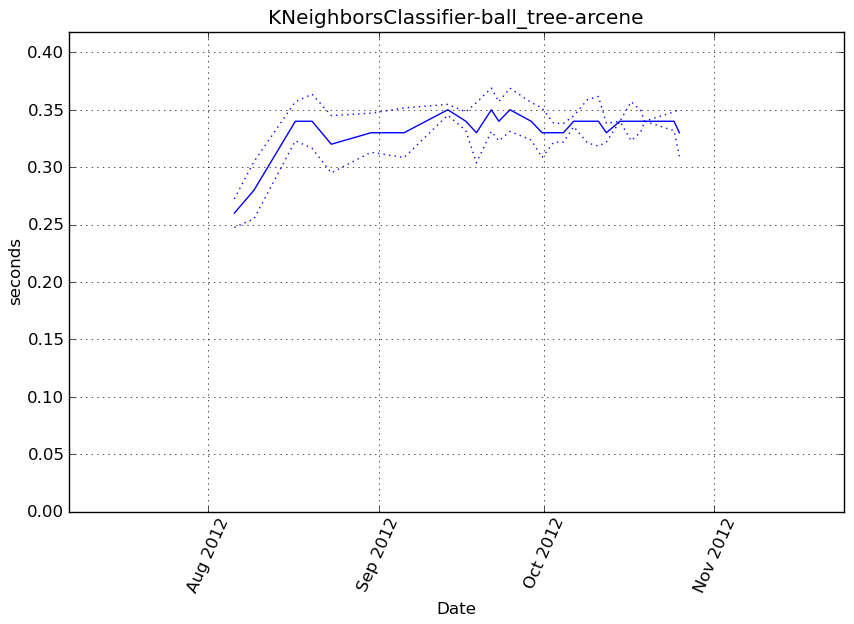 KNeighborsClassifier-ball_tree-arcene
0.40
0.35
0.30
0.25
0.20
0.15
0.10
0.05
0.00
seconds
Aug 2012
Sep 2012
Oct 2012
Nov 2012
Date